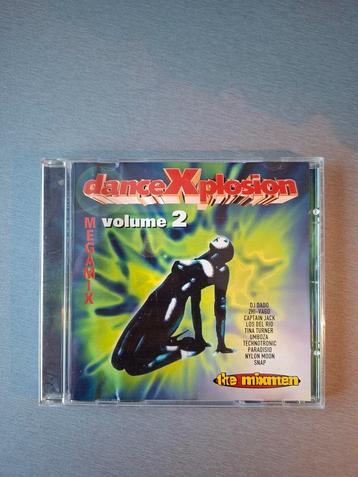 danceXplosion
MEGAMIX
volume 2
DJ DADO
ZHI-VAGO
CAPTAIN JACK
LOS DEL RIO
TINA TURNER
UMBOZA
TECHNOTRONIC
PARADISIO
NYLON MOON
SNAP
the mixmen